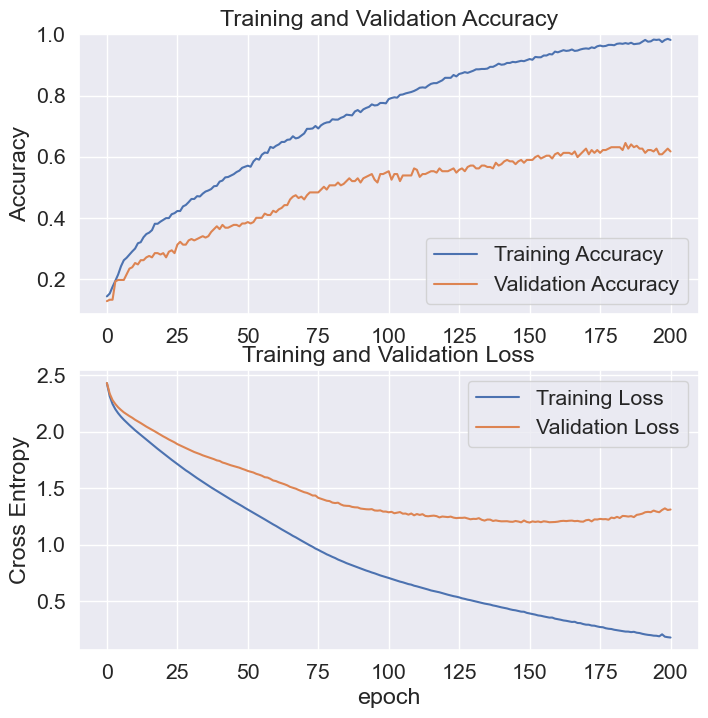 Training and Validation Accuracy
1.0
0.8
0.6
0.4
0.2
Accuracy
Training Accuracy
Validation Accuracy
0 25 50 75 100 125 150 175 200
Training and Validation Loss
2.5
2.0
1.5
1.0
0.5
Cross Entropy
Training Loss
Validation Loss
0 25 50 75 100 125 150 175 200
epoch